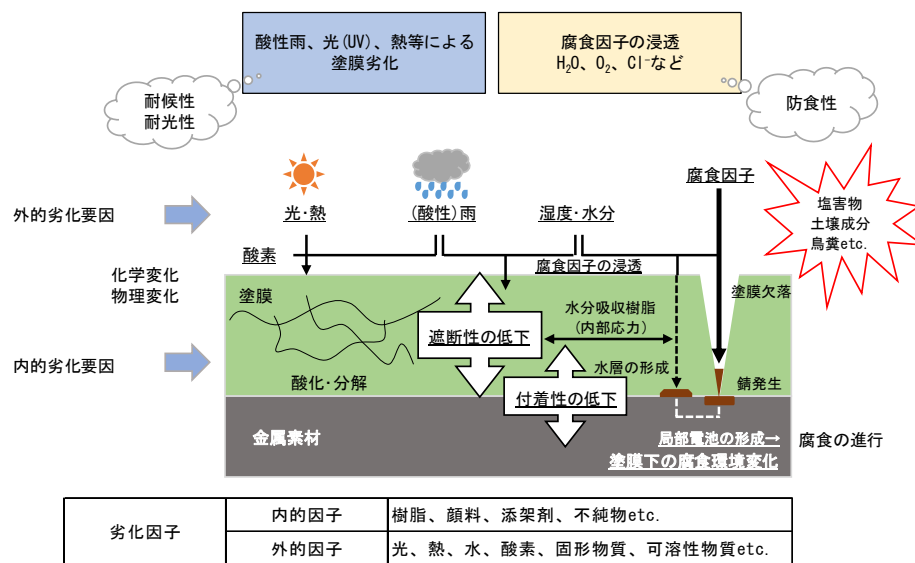 酸性雨、光(UV)、熱等による
塗膜劣化
腐食因子の浸透
H₂O、O₂、Cl⁻など
耐候性
耐光性
防食性
外的劣化要因
光・熱
(酸性)雨
湿度・水分
腐食因子
塩害物
土壌成分
鳥糞etc.
酸素
腐食因子の浸透
化学変化
物理変化
塗膜
水分吸収樹脂
(内部応力)
塗膜欠落
遮断性の低下
内的劣化要因
水層の形成
酸化・分解
付着性の低下
錆発生
金属素材
局部電池の形成→
腐食の進行
塗膜下の腐食環境変化
劣化因子
内的因子
樹脂、顔料、添架剤、不純物etc.
外的因子
光、熱、水、酸素、固形物質、可溶性物質etc.